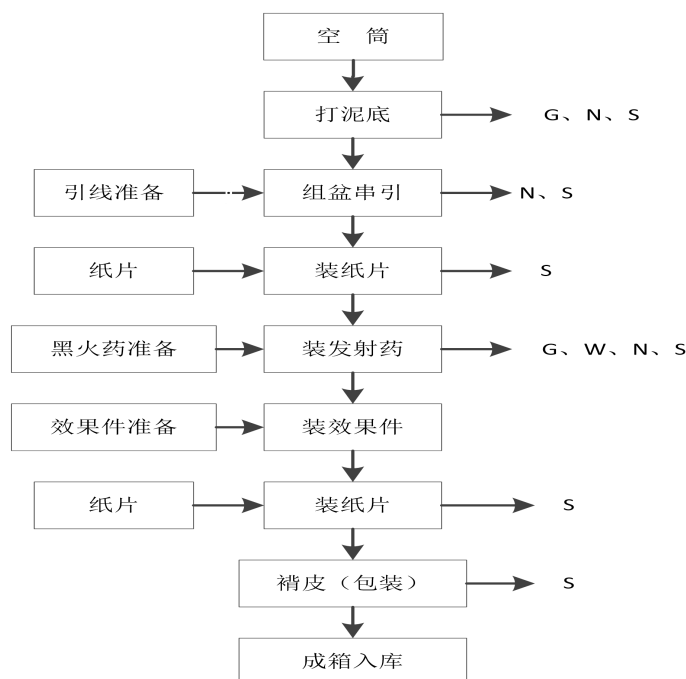 空 筒
打泥底
G、N、S
引线准备
组盆串引
N、S
纸片
装纸片
S
黑火药准备
装发射药
G、W、N、S
效果件准备
装效果件
纸片
装纸片
S
褙皮（包装）
S
成箱入库